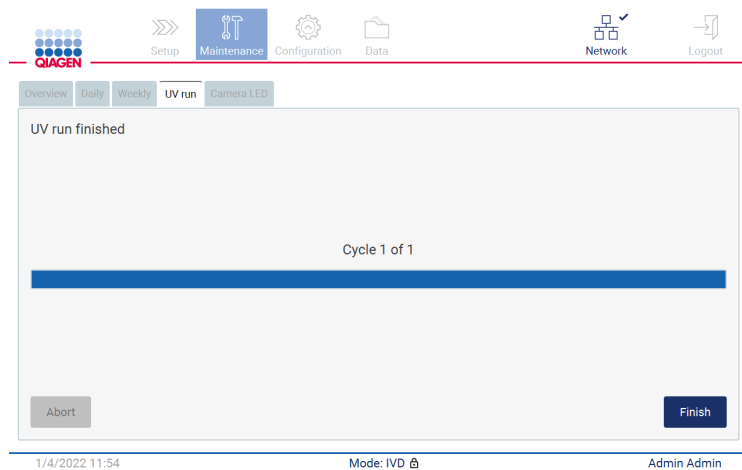 QIAGEN
Setup
Maintenance
Configuration
Data
Network
Logout
Overview
Daily
Weekly
UV run
Camera LED
UV run finished
Cycle 1 of 1
Abort
Finish
1/4/2022 11:54
Mode: IVD
Admin Admin